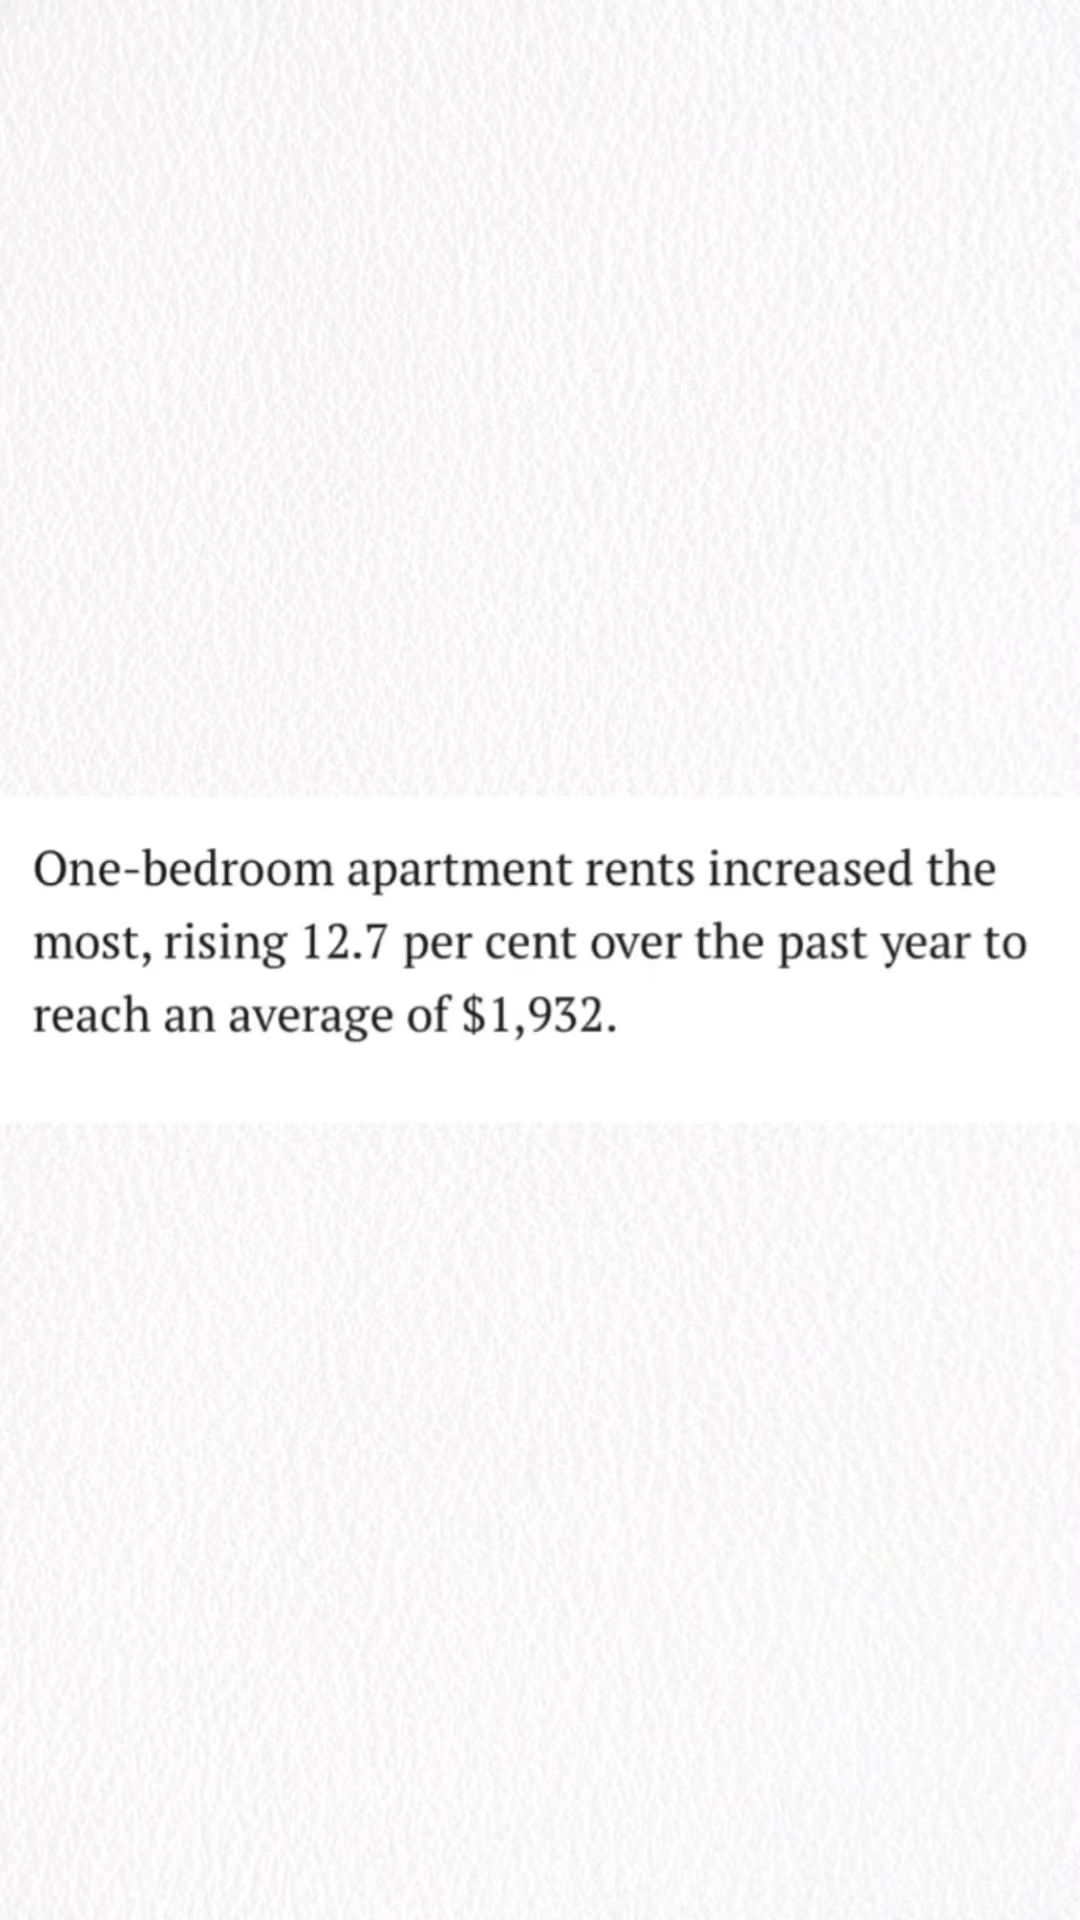 One-bedroom apartment rents increased the
most, rising 12.7 per cent over the past year to
reach an average of $1,932.